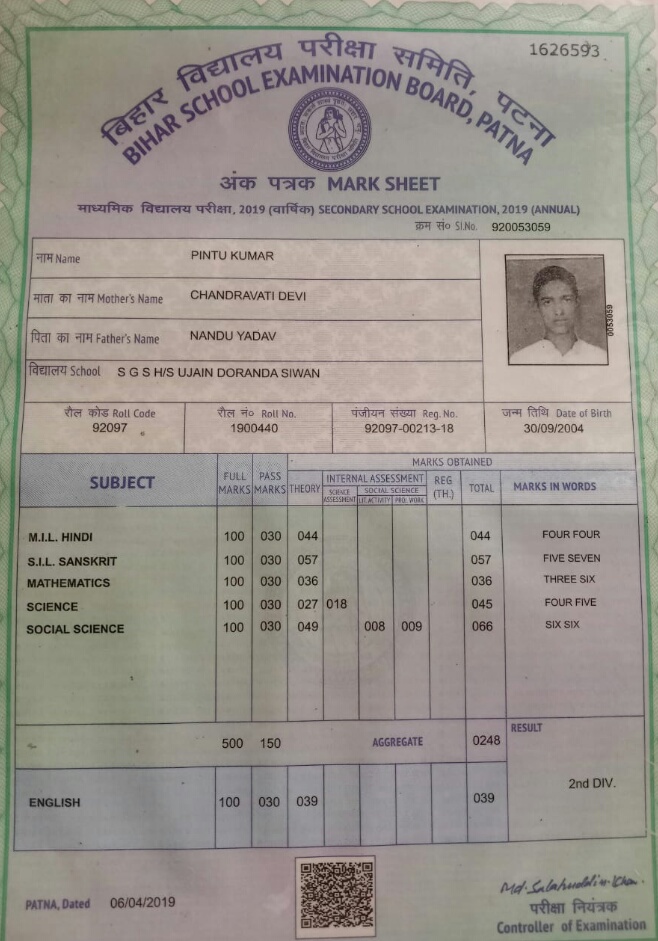 1626593
बिहार विद्यालय परीक्षा समिति, पटना
BIHAR SCHOOL EXAMINATION BOARD, PATNA
अंक पत्रक MARK SHEET
माध्यमिक विद्यालय परीक्षा, 2019 (वार्षिक) SECONDARY SCHOOL EXAMINATION, 2019 (ANNUAL)
क्रम सं० Sl.No. 920053059
नाम Name PINTU KUMAR
माता का नाम Mother's Name CHANDRAVATI DEVI
पिता का नाम Father's Name NANDU YADAV
विद्यालय School S G S H/S UJAIN DORANDA SIWAN
0053059
रौल कोड Roll Code रौल नं० Roll No. पंजीयन संख्या Reg. No. जन्म तिथि Date of Birth
92097 1900440 92097-00213-18 30/09/2004
MARKS OBTAINED
SUBJECT FULL MARKS PASS MARKS THEORY INTERNAL ASSESSMENT SCIENCE ASSESSMENT SOCIAL SCIENCE LIT.ACTIVITY PROJ. WORK REG (TH.) TOTAL MARKS IN WORDS
M.I.L. HINDI 100 030 044 044 FOUR FOUR
S.I.L. SANSKRIT 100 030 057 057 FIVE SEVEN
MATHEMATICS 100 030 036 036 THREE SIX
SCIENCE 100 030 027 018 045 FOUR FIVE
SOCIAL SCIENCE 100 030 049 008 009 066 SIX SIX
500 150 AGGREGATE 0248 RESULT
2nd DIV.
ENGLISH 100 030 039 039
PATNA, Dated 06/04/2019
Md. Salahuddin Khan
परीक्षा नियंत्रक
Controller of Examination